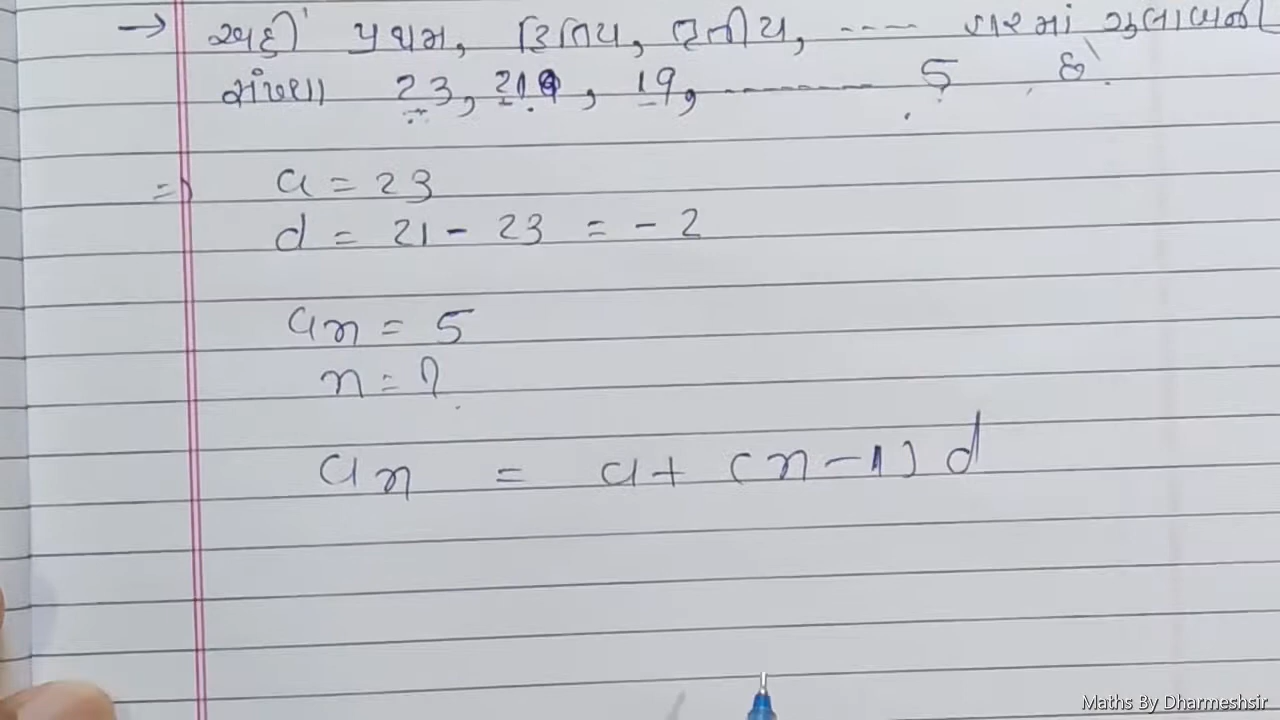 → અહીં પ્રથમ, દ્વિતિય, તૃતીય, ---- હારમાં ગુલાબની
સંખ્યા 23, 21, 19, -------- 5 છે.
⇒ a = 23
d = 21 - 23 = - 2
an = 5
n = ?
an = a + (n - 1) d
Maths By Dharmeshsir